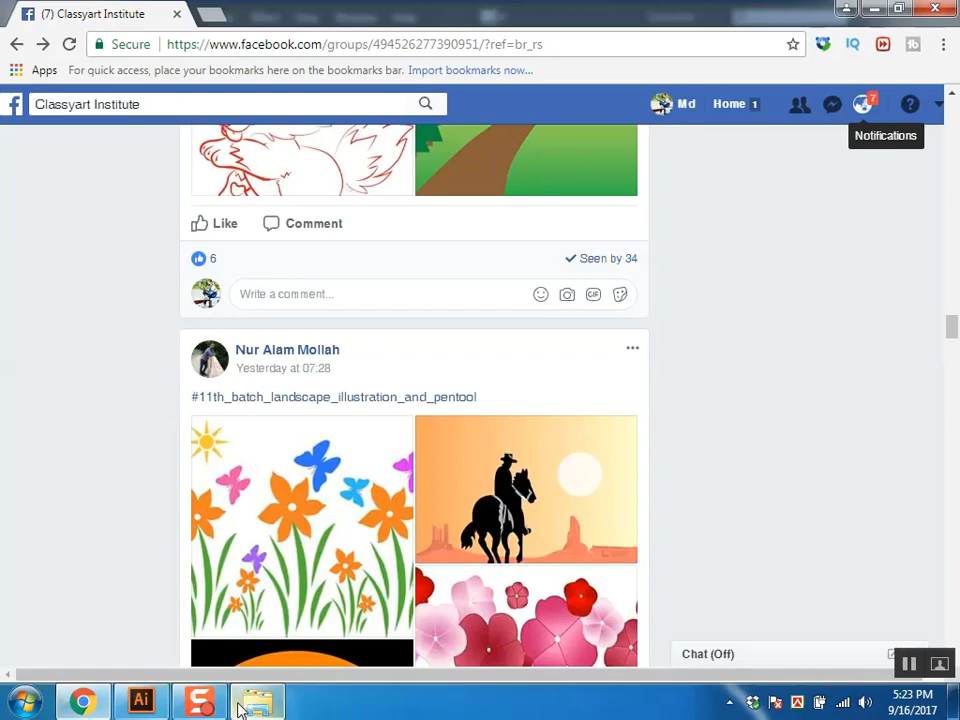 (7) Classyart Institute
Secure https://www.facebook.com/groups/494526277390951/?ref=br_rs
Apps For quick access, place your bookmarks here on the bookmarks bar. Import bookmarks now...
Classyart Institute
Md Home 1
7
Notifications
Like Comment
6 Seen by 34
Write a comment... GIF
Nur Alam Mollah
Yesterday at 07:28
#11th_batch_landscape_illustration_and_pentool
Chat (Off)
Ai
5:23 PM
9/16/2017